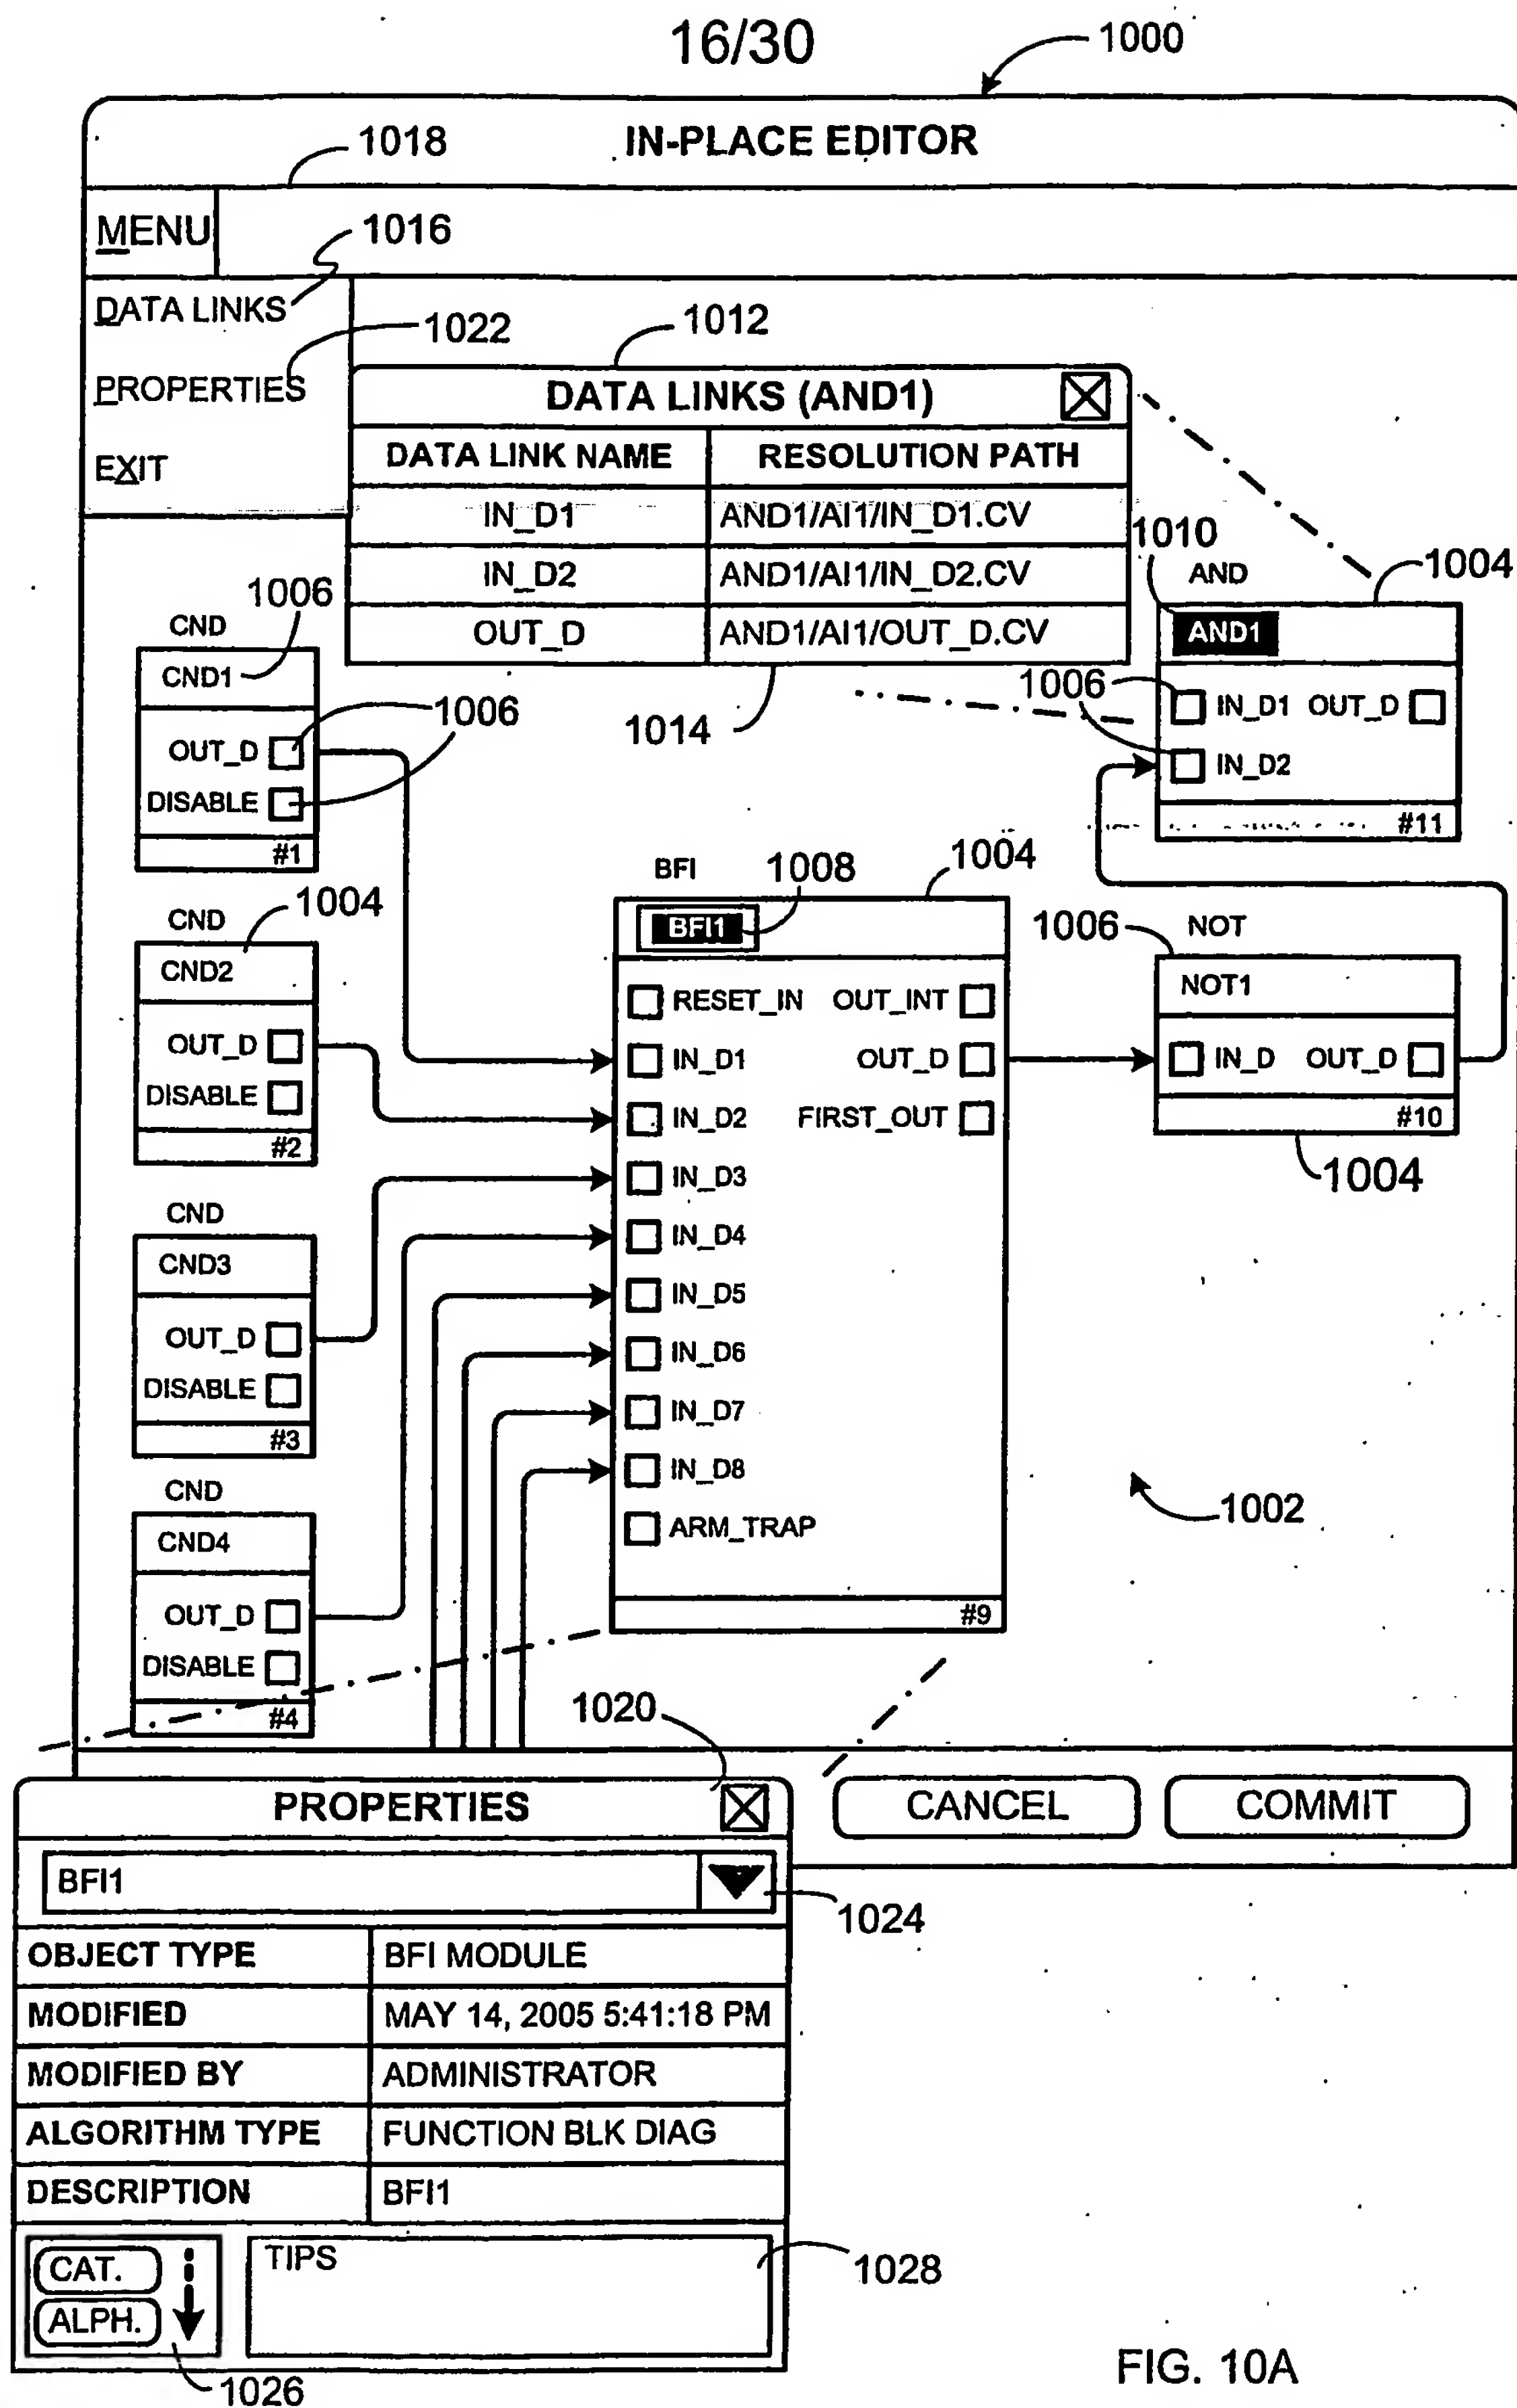 16/30
1000
IN-PLACE EDITOR
1018
MENU
1016
DATA LINKS
1022
PROPERTIES
EXIT
1012
DATA LINKS (AND1)
DATA LINK NAME RESOLUTION PATH
IN_D1 AND1/AI1/IN_D1.CV
IN_D2 AND1/AI1/IN_D2.CV
OUT_D AND1/AI1/OUT_D.CV
1014
1010
AND
1004
AND1
1006
IN_D1 OUT_D
IN_D2
#11
1006
CND
CND1
1006
OUT_D
DISABLE
#1
CND
1004
CND2
OUT_D
DISABLE
#2
CND
CND3
OUT_D
DISABLE
#3
CND
CND4
OUT_D
DISABLE
#4
BFI
1008
1004
BFI1
RESET_IN OUT_INT
IN_D1 OUT_D
IN_D2 FIRST_OUT
IN_D3
IN_D4
IN_D5
IN_D6
IN_D7
IN_D8
ARM_TRAP
#9
1006
NOT
NOT1
IN_D OUT_D
#10
1004
1002
1020
CANCEL COMMIT
PROPERTIES
BFI1
1024
OBJECT TYPE BFI MODULE
MODIFIED MAY 14, 2005 5:41:18 PM
MODIFIED BY ADMINISTRATOR
ALGORITHM TYPE FUNCTION BLK DIAG
DESCRIPTION BFI1
CAT.
ALPH.
TIPS
1028
1026
FIG. 10A